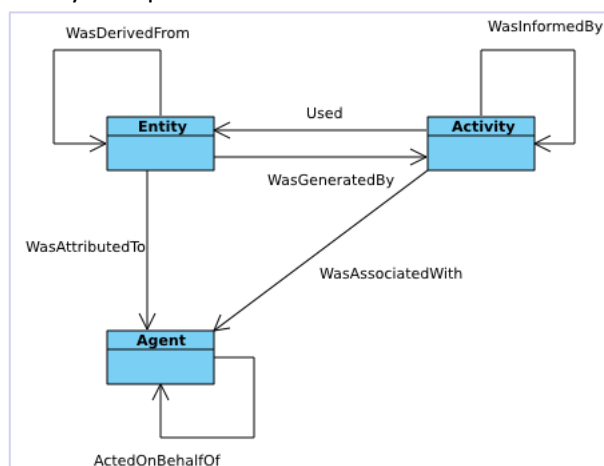 WasDerivedFrom
WasInformedBy
Entity
Used
Activity
WasGeneratedBy
WasAttributedTo
WasAssociatedWith
Agent
ActedOnBehalfOf